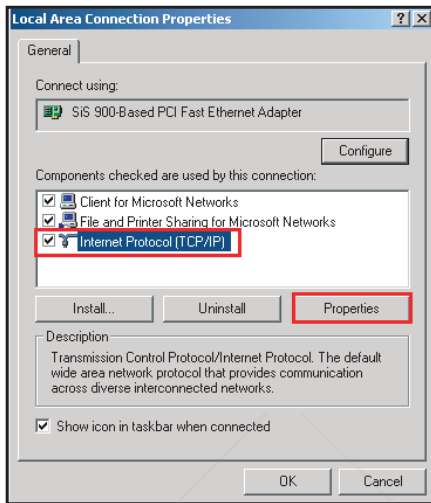 Local Area Connection Properties
General
Connect using:
SiS 900-Based PCI Fast Ethernet Adapter
Configure
Components checked are used by this connection:
Client for Microsoft Networks
File and Printer Sharing for Microsoft Networks
Internet Protocol (TCP/IP)
Install...
Uninstall
Properties
Description
Transmission Control Protocol/Internet Protocol. The default
wide area network protocol that provides communication
across diverse interconnected networks.
Show icon in taskbar when connected
OK
Cancel